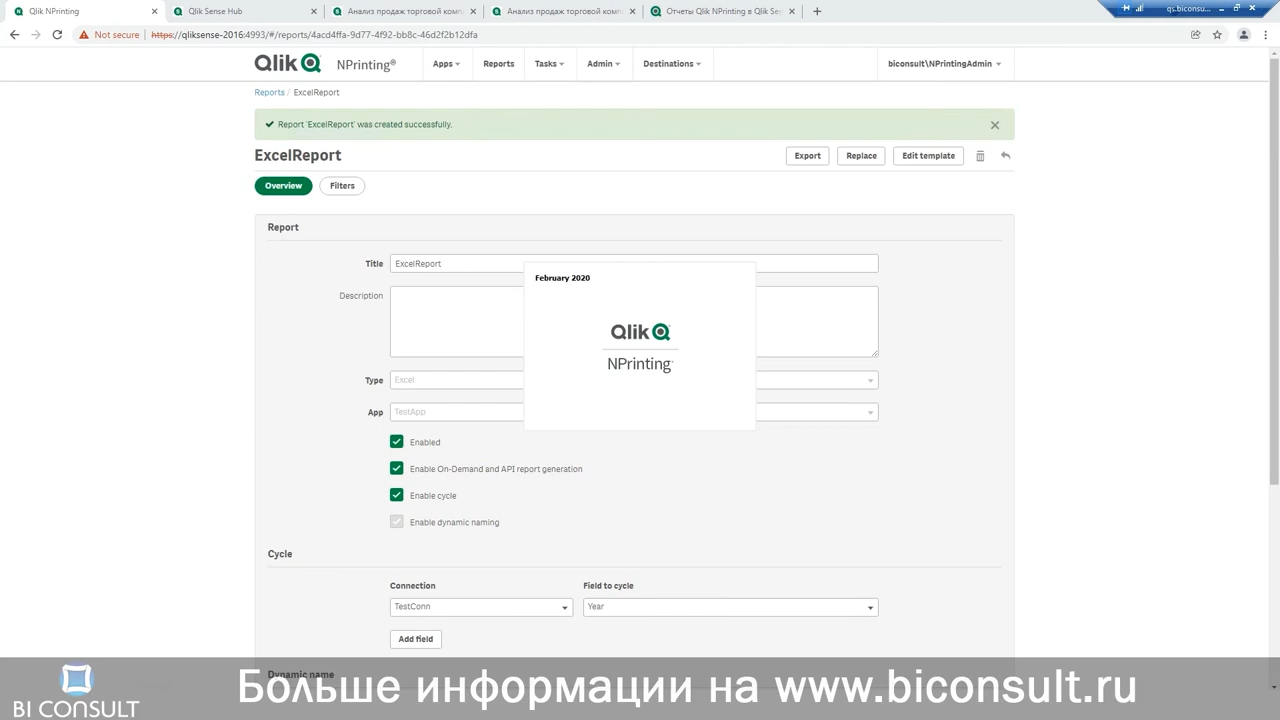 Qlik NPrinting
Qlik Sense Hub
Анализ продаж торговой комп
Анализ продаж торговой комп
Отчеты Qlik NPrinting в Qlik Se
qs.biconsu...
Not secure
https://qliksense-2016:4993/#/reports/4acd4ffa-9d77-4f92-bb8c-46d2f2b12dfa
Qlik NPrinting®
Apps
Reports
Tasks
Admin
Destinations
biconsult\NPrintingAdmin
Reports / ExcelReport
Report 'ExcelReport' was created successfully.
ExcelReport
Export
Replace
Edit template
Overview
Filters
Report
Title
ExcelReport
Description
February 2020
Qlik
NPrinting
Type
Excel
App
TestApp
Enabled
Enable On-Demand and API report generation
Enable cycle
Enable dynamic naming
Cycle
Connection
Field to cycle
TestConn
Year
Add field
Dynamic name
Больше информации на www.biconsult.ru
BI CONSULT